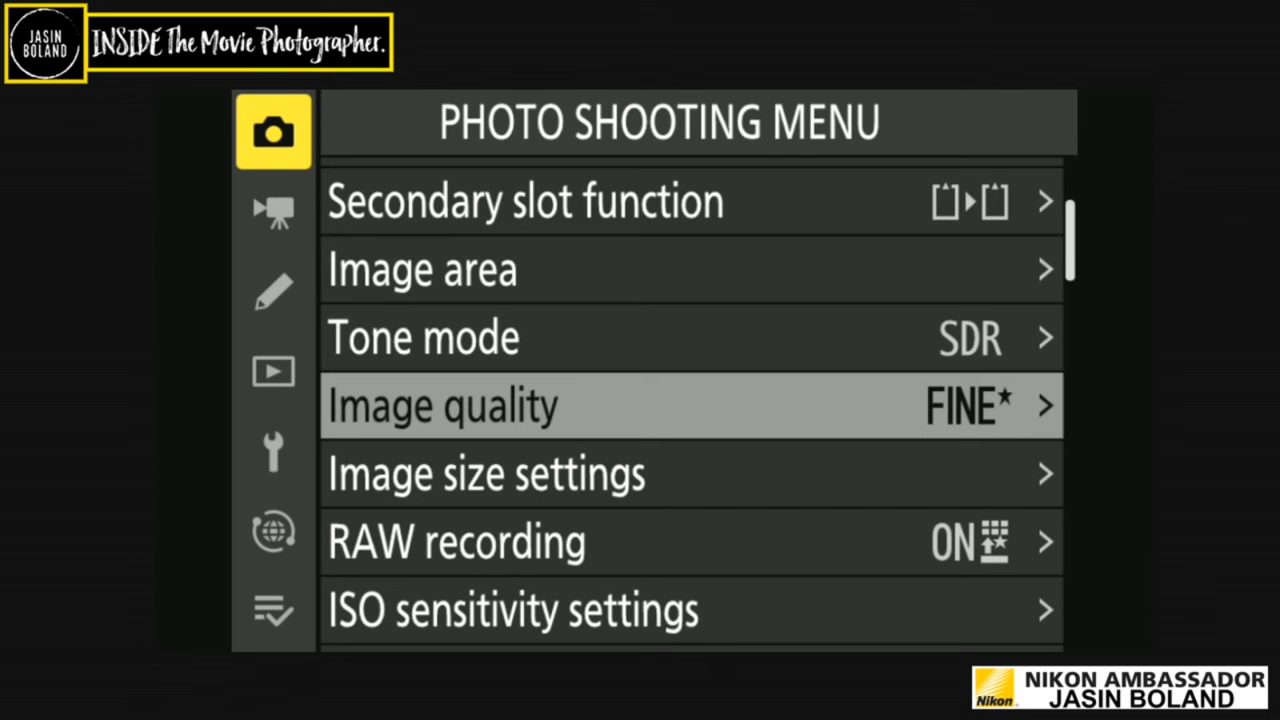 JASIN
BOLAND
INSIDE The Movie Photographer.
PHOTO SHOOTING MENU
Secondary slot function >
Image area >
Tone mode SDR >
Image quality FINE★ >
Image size settings >
RAW recording ON >
ISO sensitivity settings >
Nikon
NIKON AMBASSADOR
JASIN BOLAND